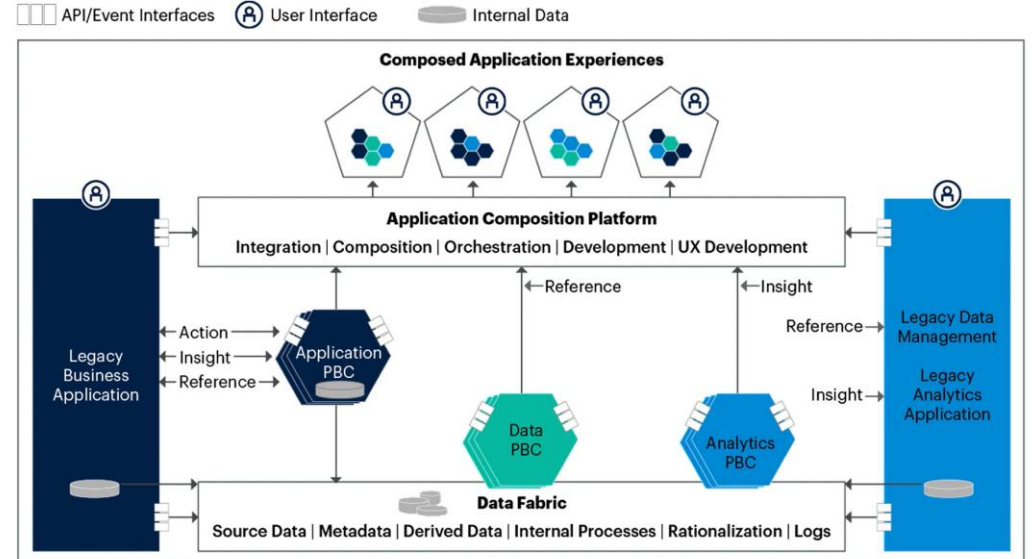 API/Event Interfaces
User Interface
Internal Data
Composed Application Experiences
Application Composition Platform
Integration | Composition | Orchestration | Development | UX Development
Reference
Insight
Action
Insight
Reference
Application
PBC
Legacy
Business
Application
Reference
Insight
Legacy Data
Management
Legacy
Analytics
Application
Data
PBC
Analytics
PBC
Data Fabric
Source Data | Metadata | Derived Data | Internal Processes | Rationalization | Logs